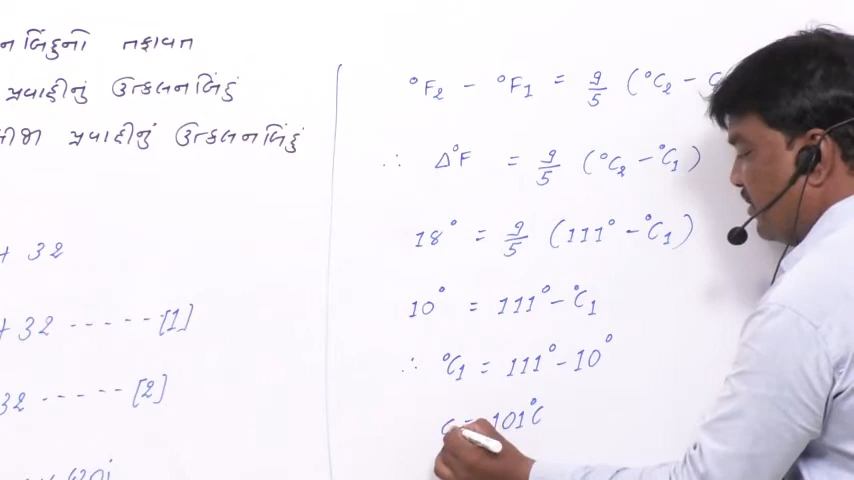 ન બિંદુનો તફાવત
પ્રવાહીનું ઉત્કલનબિંદું
બીજા પ્રવાહીનું ઉત્કલનબિંદું
+ 32
+ 32 ----- [1]
32 ----- [2]
°F₂ - °F₁ = 9/5 (°C₂ - C
∴ Δ°F = 9/5 (°C₂ - °C₁)
18° = 9/5 (111° - °C₁)
10° = 111° - °C₁
∴ °C₁ = 111° - 10°
C = 101°C